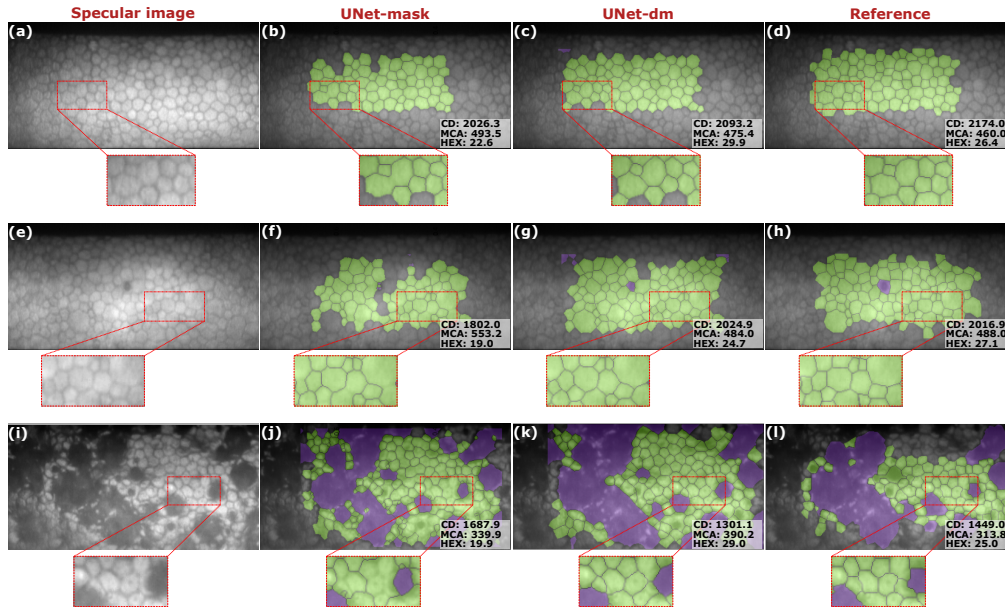 Specular image UNet-mask UNet-dm Reference
(a) (b) (c) (d)
CD: 2026.3 CD: 2093.2 CD: 2174.0
MCA: 493.5 MCA: 475.4 MCA: 460.0
HEX: 22.6 HEX: 29.9 HEX: 26.4
(e) (f) (g) (h)
CD: 1802.0 CD: 2024.9 CD: 2016.9
MCA: 553.2 MCA: 484.0 MCA: 488.0
HEX: 19.0 HEX: 24.7 HEX: 27.1
(i) (j) (k) (l)
CD: 1687.9 CD: 1301.1 CD: 1449.0
MCA: 339.9 MCA: 390.2 MCA: 313.8
HEX: 19.9 HEX: 29.0 HEX: 25.0